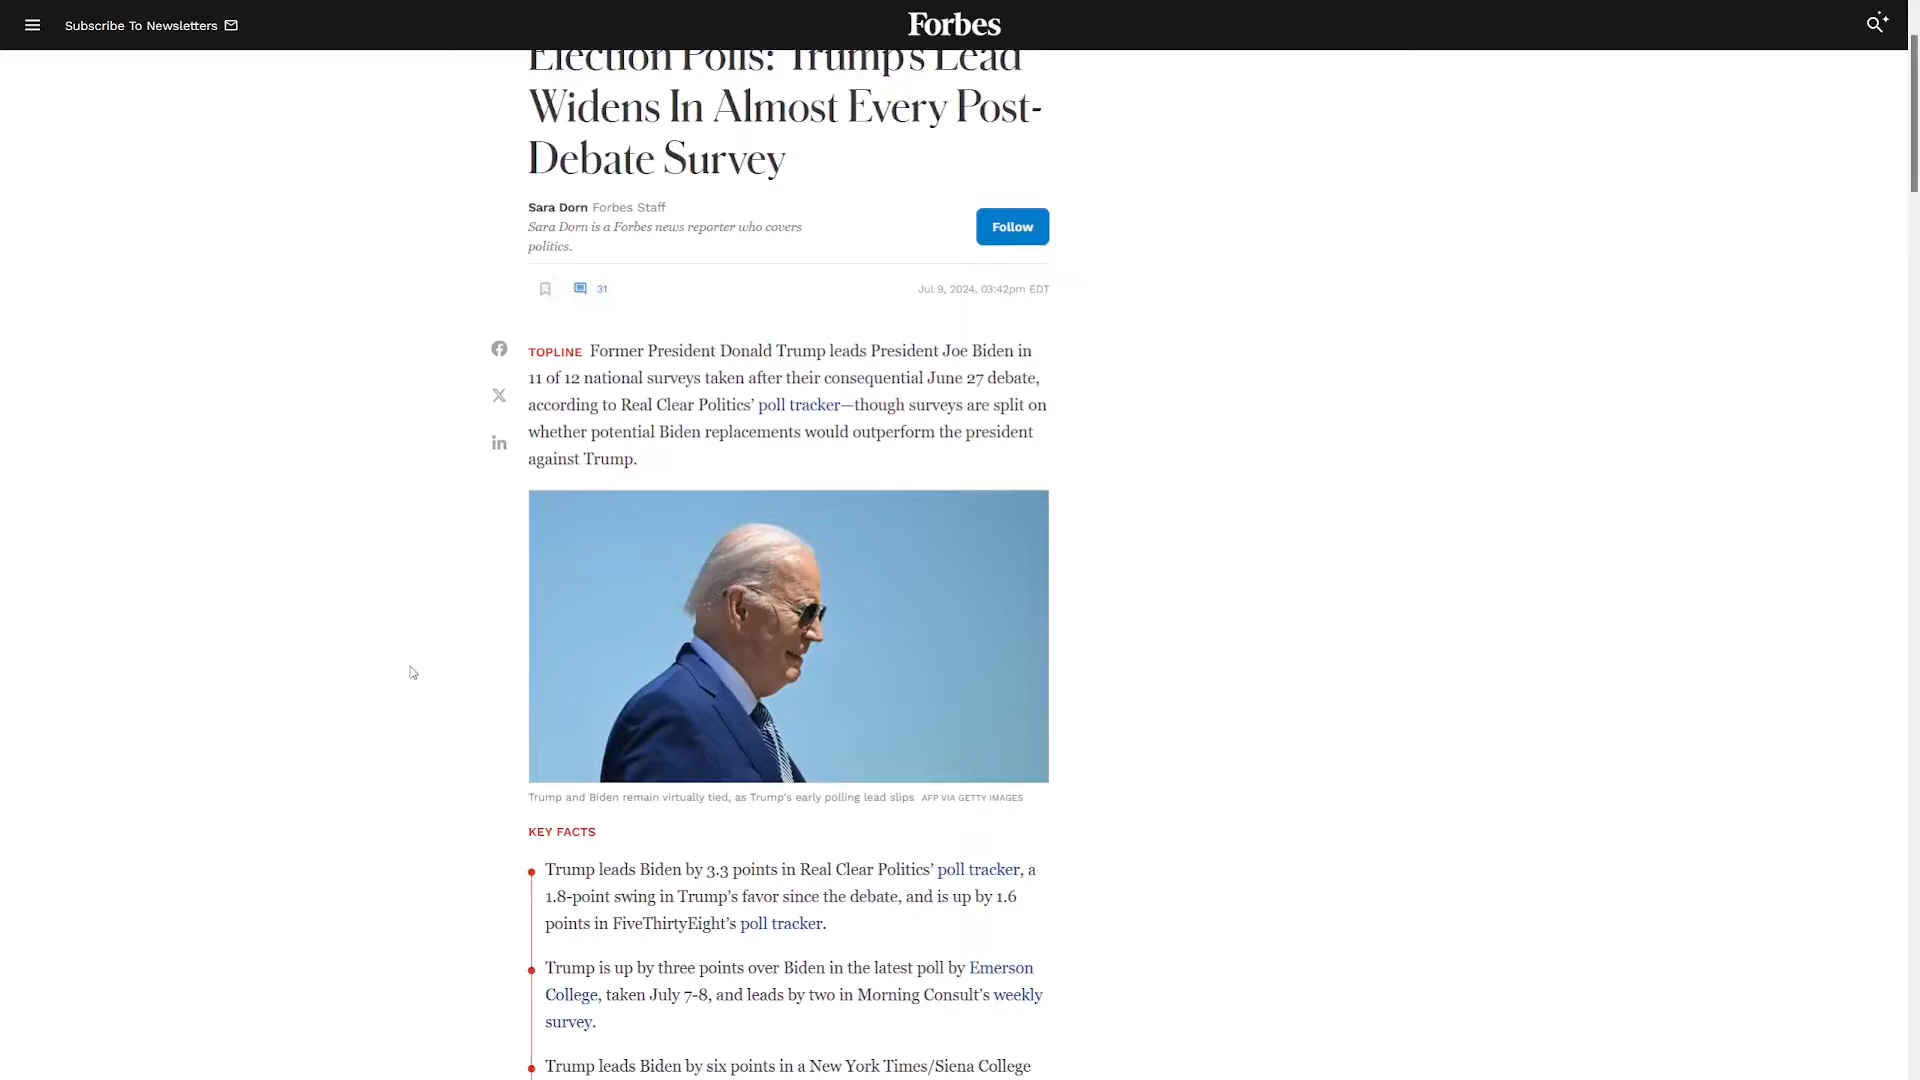 Subscribe To Newsletters
Forbes
Election Polls: Trump's Lead
Widens In Almost Every Post-
Debate Survey
Sara Dorn Forbes Staff
Sara Dorn is a Forbes news reporter who covers
politics.
Follow
31
Jul 9, 2024, 03:42pm EDT
TOPLINE Former President Donald Trump leads President Joe Biden in
11 of 12 national surveys taken after their consequential June 27 debate,
according to Real Clear Politics’ poll tracker—though surveys are split on
whether potential Biden replacements would outperform the president
against Trump.
Trump and Biden remain virtually tied, as Trump's early polling lead slips AFP VIA GETTY IMAGES
KEY FACTS
Trump leads Biden by 3.3 points in Real Clear Politics’ poll tracker, a
1.8-point swing in Trump’s favor since the debate, and is up by 1.6
points in FiveThirtyEight’s poll tracker.
Trump is up by three points over Biden in the latest poll by Emerson
College, taken July 7-8, and leads by two in Morning Consult’s weekly
survey.
Trump leads Biden by six points in a New York Times/Siena College